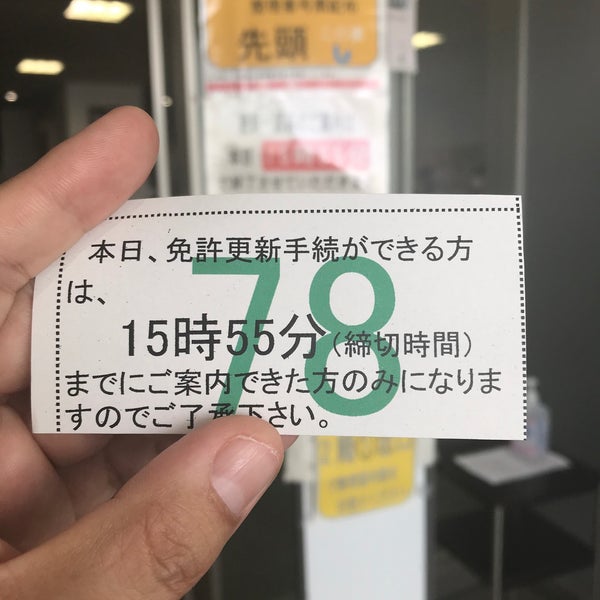 先頭
本日、免許更新手続ができる方
は、
78
15時55分(締切時間)
までにご案内できた方のみになりま
すのでご了承下さい。